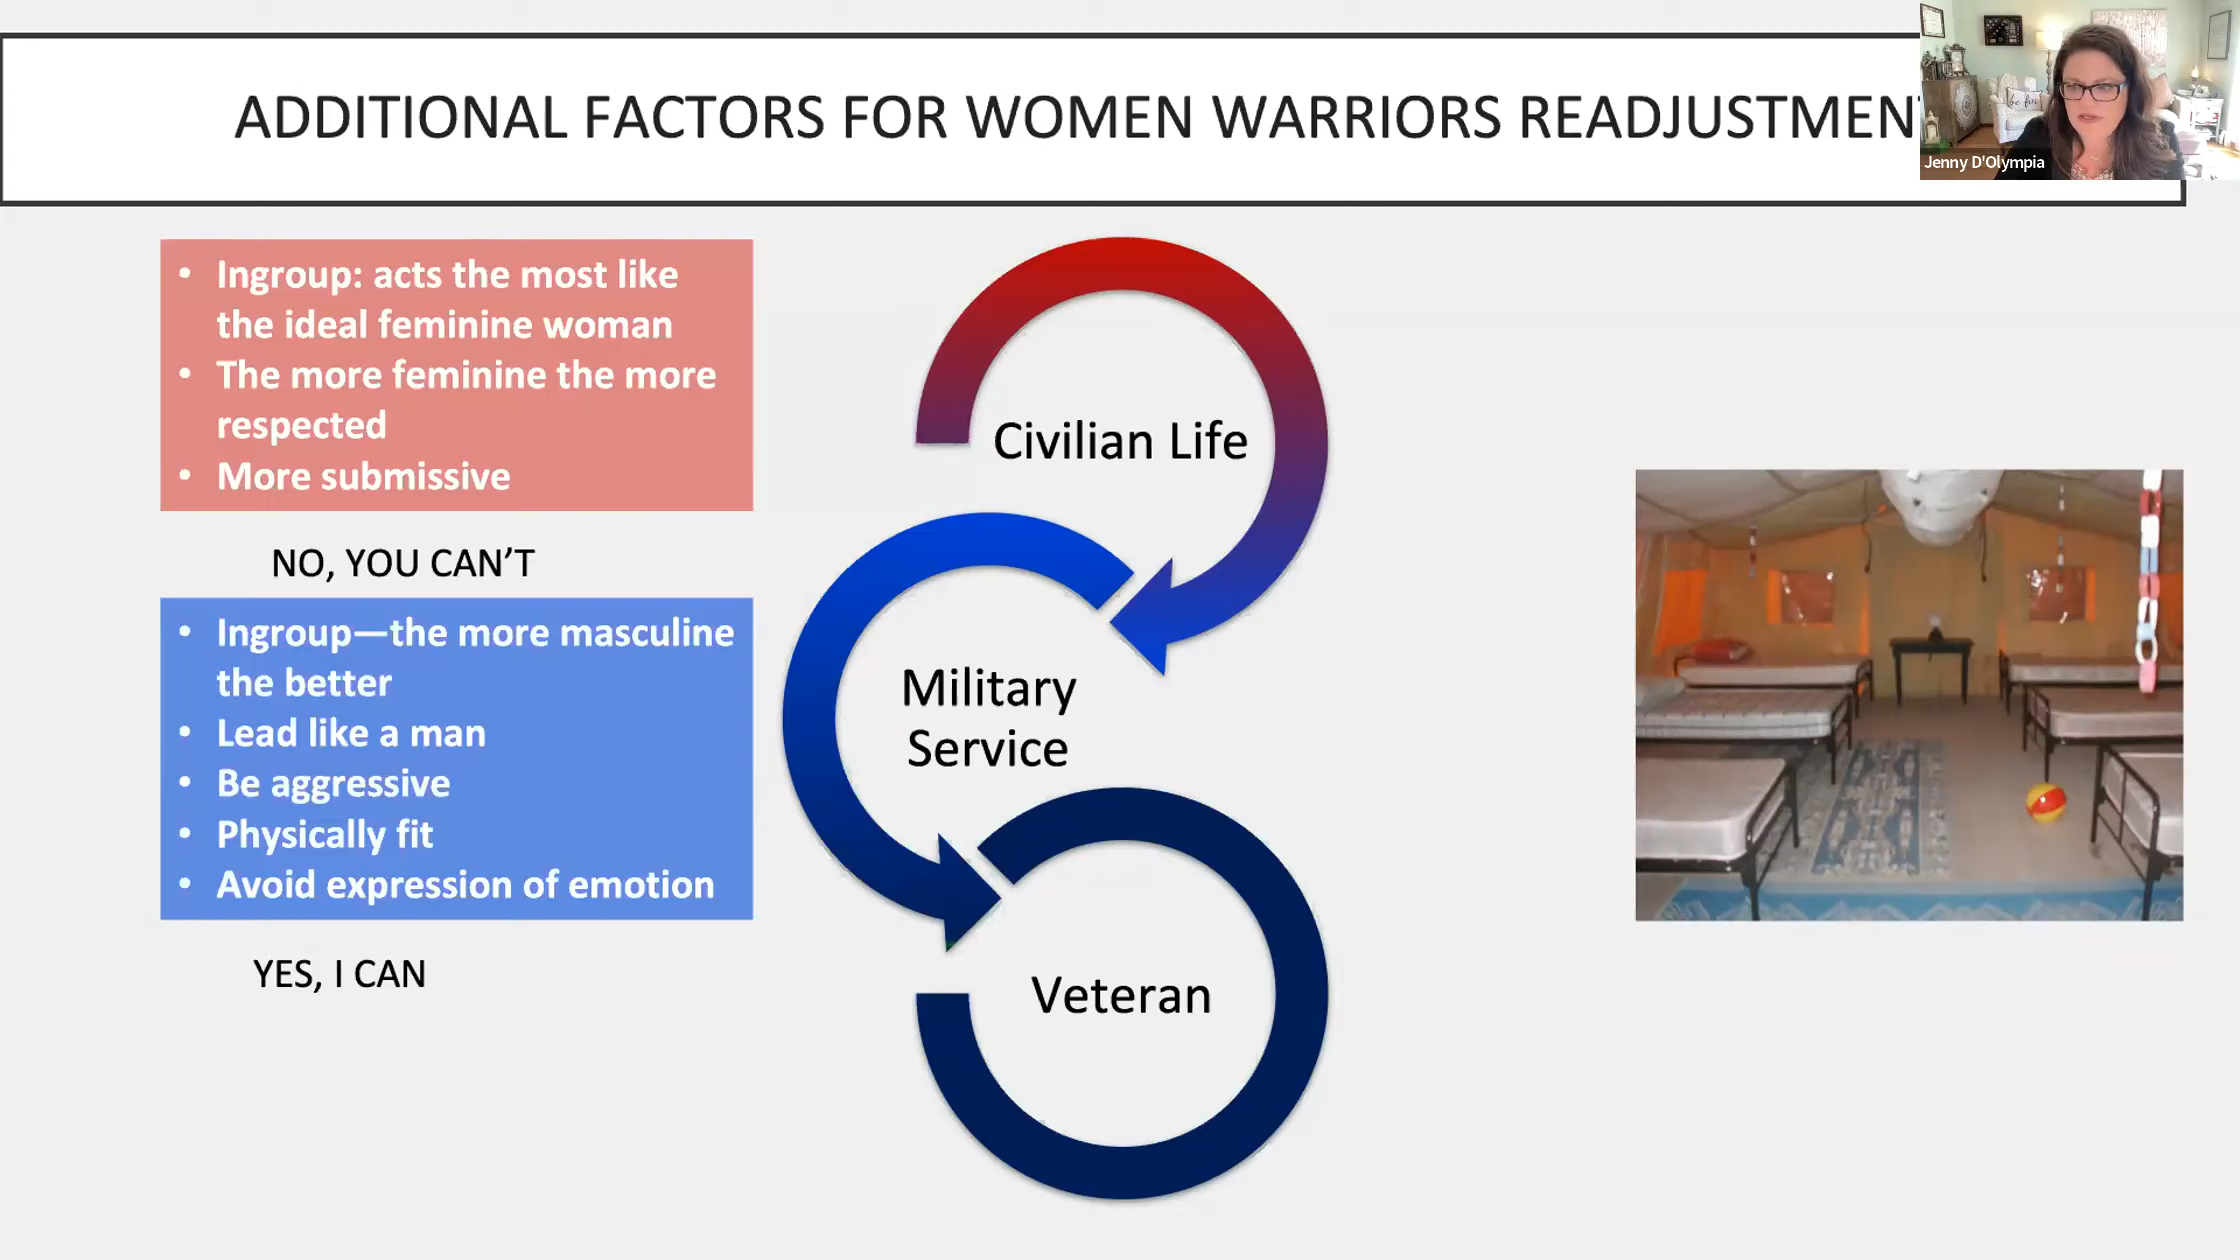 ADDITIONAL FACTORS FOR WOMEN WARRIORS READJUSTMEN
Jenny D'Olympia
• Ingroup: acts the most like
the ideal feminine woman
• The more feminine the more
respected
• More submissive
NO, YOU CAN'T
• Ingroup—the more masculine
the better
• Lead like a man
• Be aggressive
• Physically fit
• Avoid expression of emotion
YES, I CAN
Civilian Life
Military
Service
Veteran